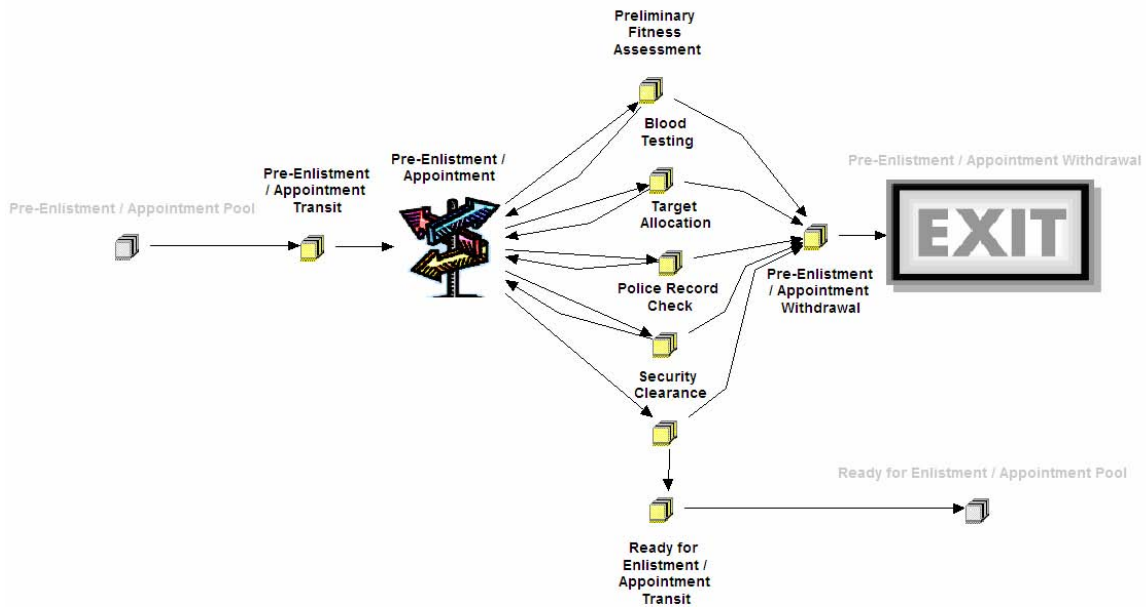 Preliminary
Fitness
Assessment
Blood
Testing
Pre-Enlistment /
Appointment
Pre-Enlistment
/ Appointment
Transit
Pre-Enlistment / Appointment Pool
Target
Allocation
Police Record
Check
Security
Clearance
Pre-Enlistment
/ Appointment
Withdrawal
Pre-Enlistment / Appointment Withdrawal
EXIT
Ready for Enlistment / Appointment Pool
Ready for
Enlistment /
Appointment
Transit